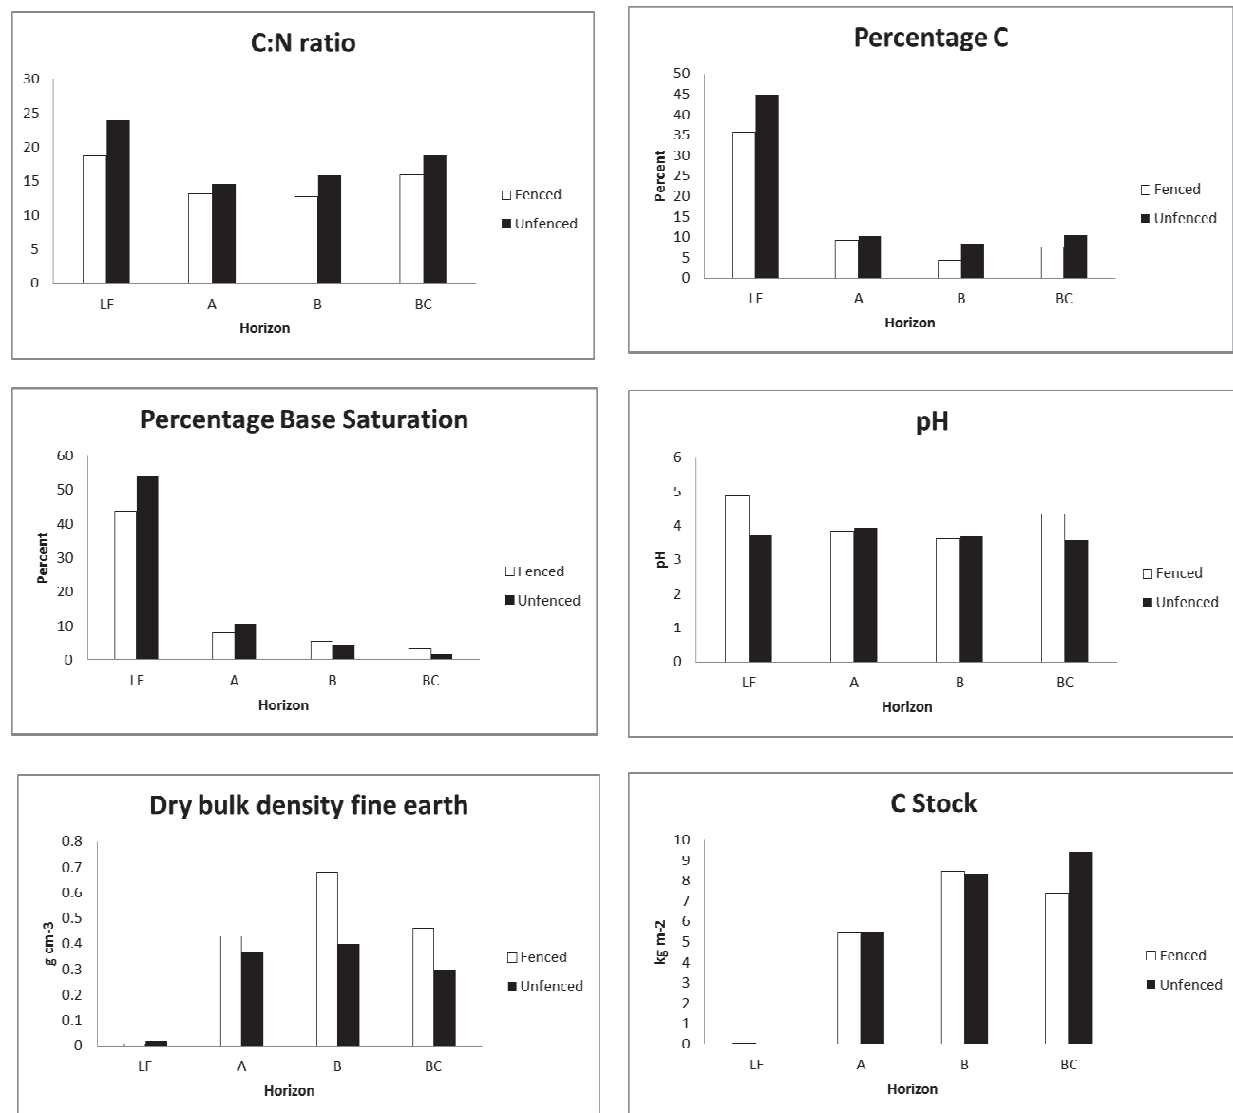 C:N ratio
30
25
20
15
10
5
0
LF A B BC
Horizon
Fenced
Unfenced
Percentage C
50
45
40
35
30
25
20
15
10
5
0
Percent
LF A B BC
Horizon
Fenced
Unfenced
Percentage Base Saturation
60
50
40
30
20
10
0
Percent
LF A B BC
Horizon
Fenced
Unfenced
pH
6
5
4
3
2
1
0
pH
LF A B BC
Horizon
Fenced
Unfenced
Dry bulk density fine earth
0.8
0.7
0.6
0.5
0.4
0.3
0.2
0.1
0
g cm-3
LF A B BC
Horizon
Fenced
Unfenced
C Stock
10
9
8
7
6
5
4
3
2
1
0
kg m-2
LF A B BC
Horizon
Fenced
Unfenced